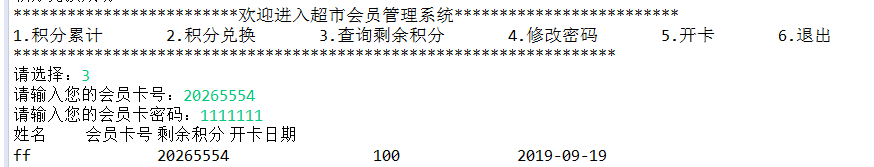 *************************欢迎进入超市会员管理系统*************************
1.积分累计 2.积分兑换 3.查询剩余积分 4.修改密码 5.开卡 6.退出
*******************************************************************
请选择：3
请输入您的会员卡号：20265554
请输入您的会员卡密码：1111111
姓名 会员卡号 剩余积分 开卡日期
ff 20265554 100 2019-09-19